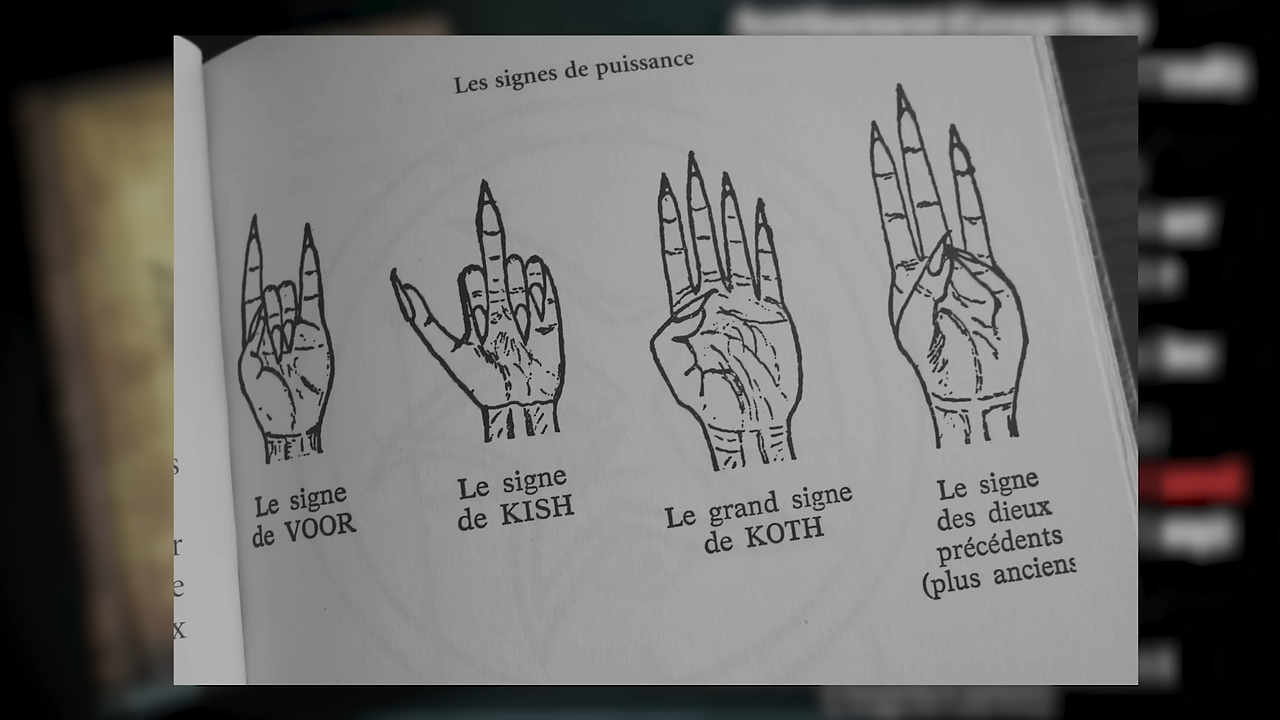 Les signes de puissance
Le signe
de VOOR
Le signe
de KISH
Le grand signe
de KOTH
Le signe
des dieux
précédents
(plus anciens
s
r
e
x